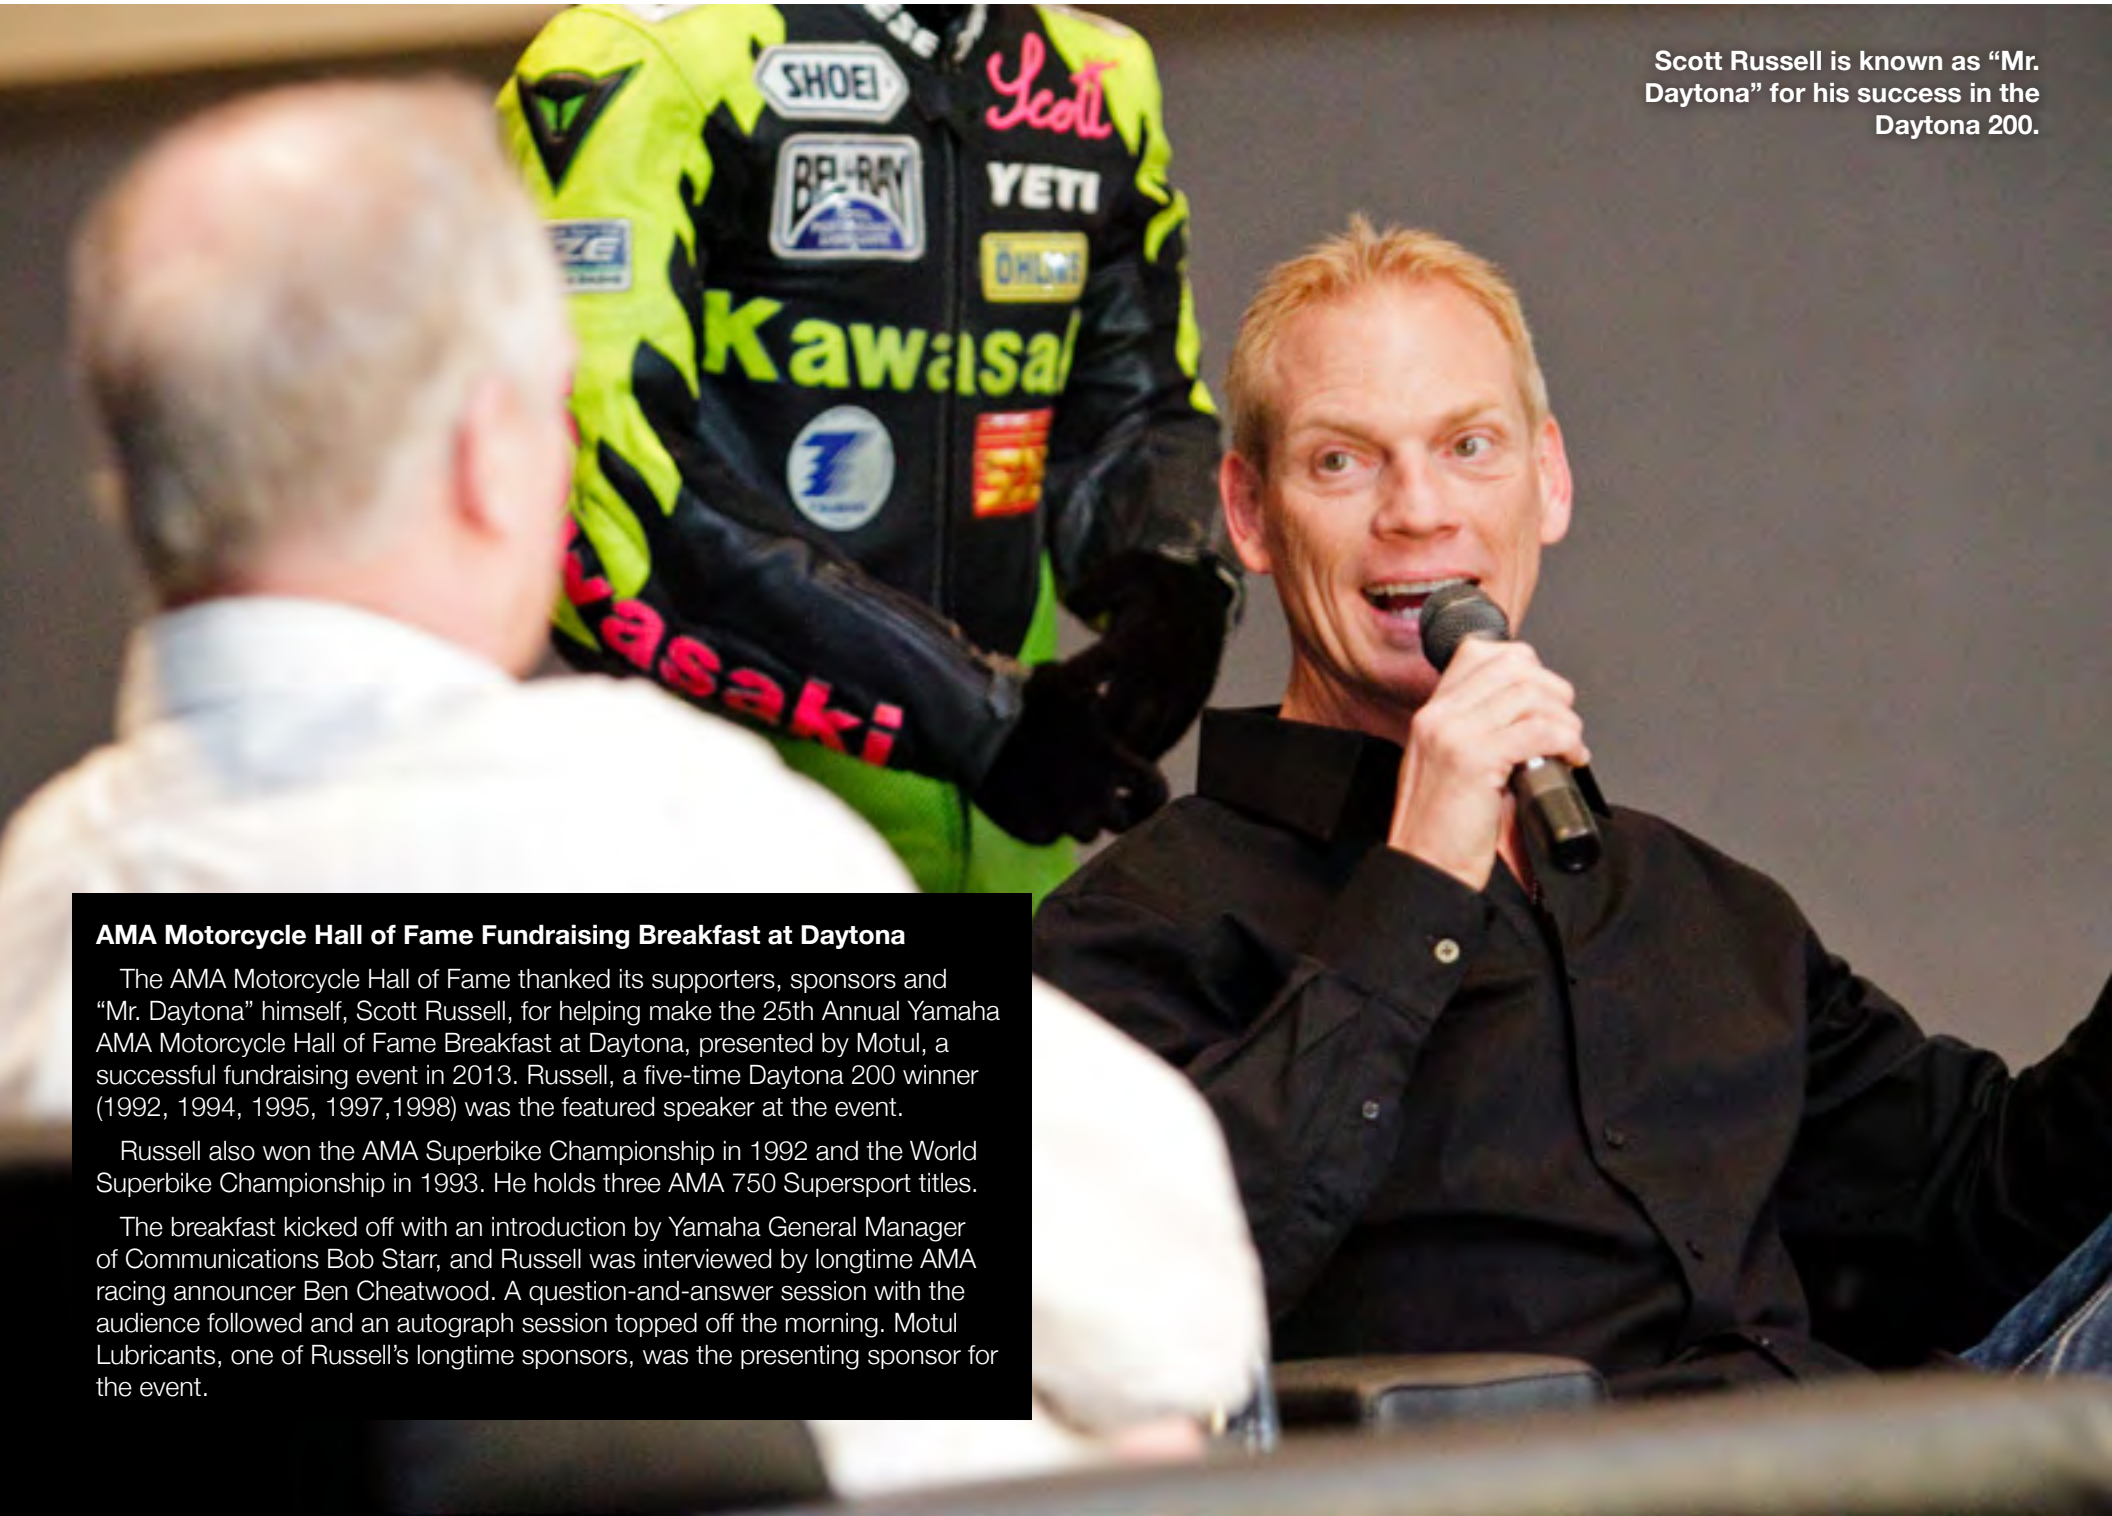 Scott Russell is known as “Mr.
Daytona” for his success in the
Daytona 200.
SHOEI
Scott
BEL-RAY
YETI
ÖHLINS
Kawasa
AMA Motorcycle Hall of Fame Fundraising Breakfast at Daytona
The AMA Motorcycle Hall of Fame thanked its supporters, sponsors and
“Mr. Daytona” himself, Scott Russell, for helping make the 25th Annual Yamaha
AMA Motorcycle Hall of Fame Breakfast at Daytona, presented by Motul, a
successful fundraising event in 2013. Russell, a five-time Daytona 200 winner
(1992, 1994, 1995, 1997,1998) was the featured speaker at the event.
Russell also won the AMA Superbike Championship in 1992 and the World
Superbike Championship in 1993. He holds three AMA 750 Supersport titles.
The breakfast kicked off with an introduction by Yamaha General Manager
of Communications Bob Starr, and Russell was interviewed by longtime AMA
racing announcer Ben Cheatwood. A question-and-answer session with the
audience followed and an autograph session topped off the morning. Motul
Lubricants, one of Russell’s longtime sponsors, was the presenting sponsor for
the event.